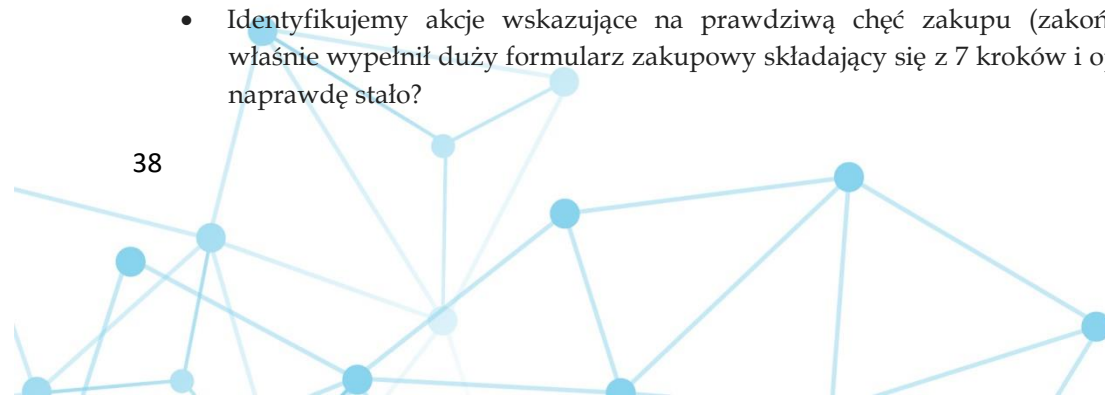 • Identyfikujemy akcje wskazujące na prawdziwą chęć zakupu
właśnie wypełnił duży formularz zakupowy składający się z 7 kroków i
naprawdę stało?
38